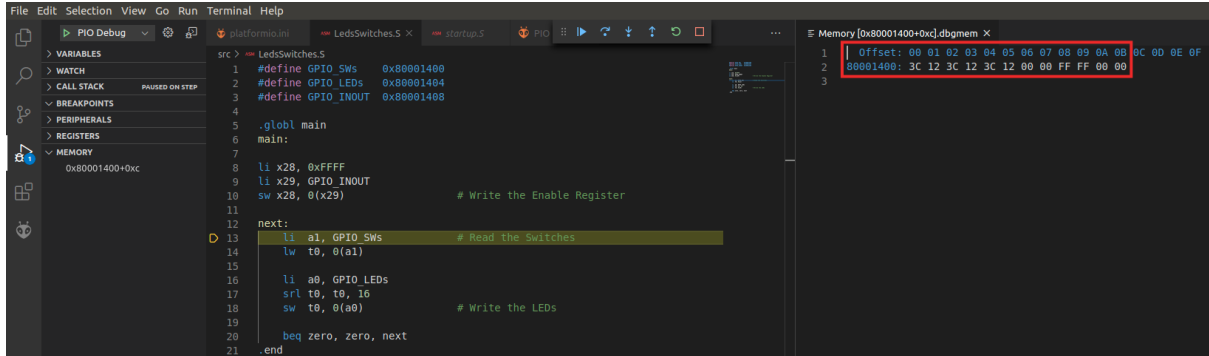 File Edit Selection View Go Run Terminal Help
PIO Debug
platformio.ini
LedsSwitches.S
startup.S
PIO
Memory [0x80001400+0xc].dbgmem
VARIABLES
WATCH
CALL STACK PAUSED ON STEP
BREAKPOINTS
PERIPHERALS
REGISTERS
MEMORY
0x80001400+0xc
1
src > LedsSwitches.S
1 #define GPIO_SWs 0x80001400
2 #define GPIO_LEDs 0x80001404
3 #define GPIO_INOUT 0x80001408
4
5 .globl main
6 main:
7
8 li x28, 0xFFFF
9 li x29, GPIO_INOUT
10 sw x28, 0(x29) # Write the Enable Register
11
12 next:
13 li a1, GPIO_SWs # Read the Switches
14 lw t0, 0(a1)
15
16 li a0, GPIO_LEDs
17 srl t0, t0, 16
18 sw t0, 0(a0) # Write the LEDs
19
20 beq zero, zero, next
21 .end
1 Offset: 00 01 02 03 04 05 06 07 08 09 0A 0B 0C 0D 0E 0F
2 80001400: 3C 12 3C 12 3C 12 00 00 FF FF 00 00
3